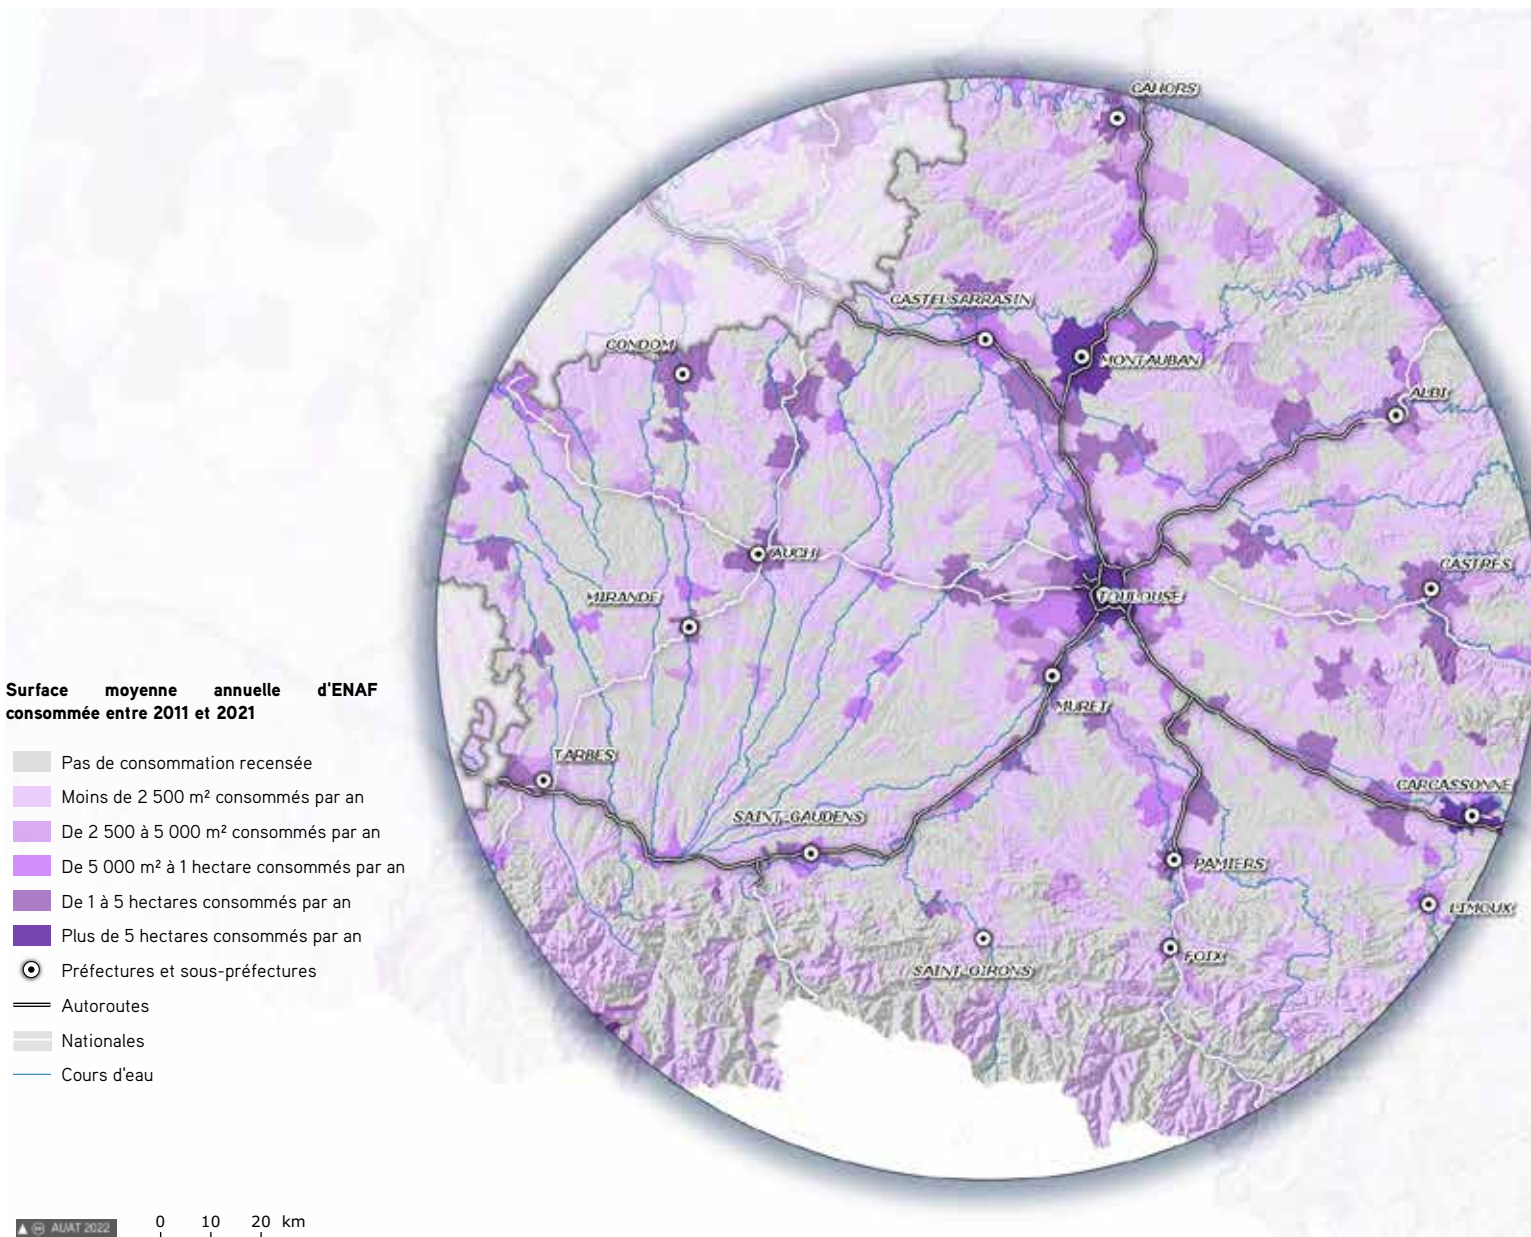 CAHORS
CASTELSARRASIN
CONDOM
MONTAUBAN
ALBI
AUCH
CASTRES
MIRANDE
TOULOUSE
MURET
TARBES
CARCASSONNE
SAINT-GAUDENS
PAMIERS
LIMOUX
FOIX
SAINT-GIRONS
Surface moyenne annuelle d'ENAF
consommée entre 2011 et 2021
Pas de consommation recensée
Moins de 2 500 m² consommés par an
De 2 500 à 5 000 m² consommés par an
De 5 000 m² à 1 hectare consommés par an
De 1 à 5 hectares consommés par an
Plus de 5 hectares consommés par an
Préfectures et sous-préfectures
Autoroutes
Nationales
Cours d'eau
AUAT 2022
0 10 20 km